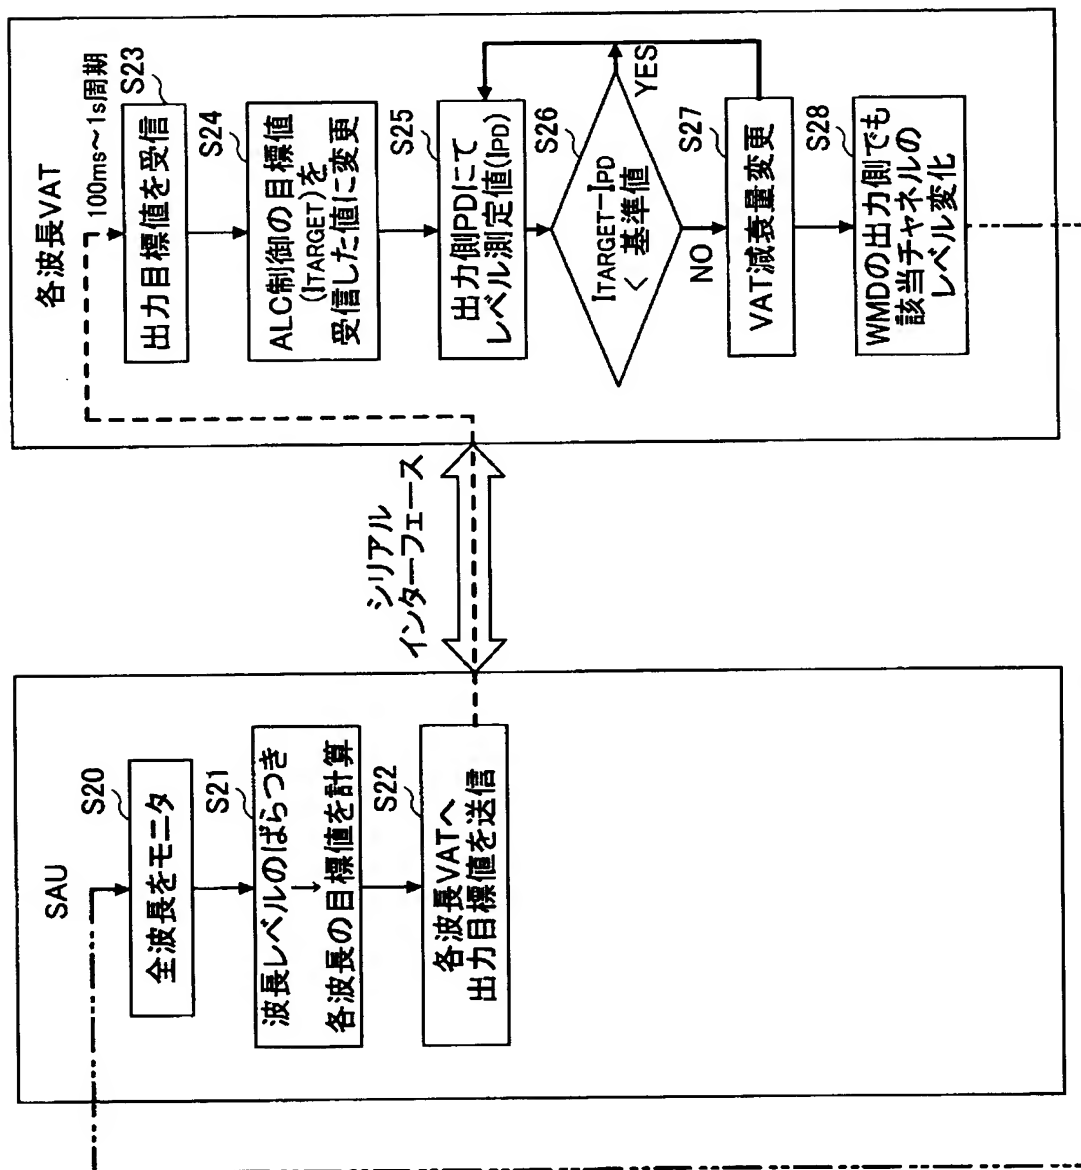 SAU
S20
全波長をモニタ
S21
波長レベルのばらつき
↓
各波長の目標値を計算
S22
各波長VATへ
出力目標値を送信
シリアル
インターフェース
各波長VAT
100ms～1s周期
S23
出力目標値を受信
S24
ALC制御の目標値
(ITARGET)を
受信した値に変更
S25
出力側PDにて
レベル測定値(IPD)
S26
ITARGET-IPD
< 基準値
YES
NO
S27
VAT減衰量変更
S28
WMDの出力側でも
該当チャネルの
レベル変化